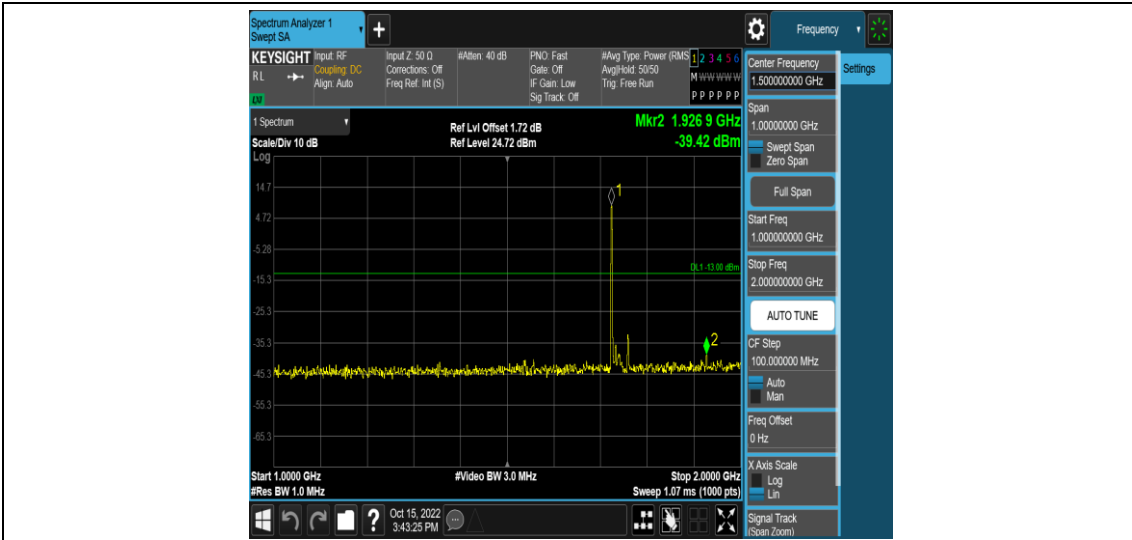 Spectrum Analyzer 1
Swept SA
+
Frequency
KEYSIGHT
RL
LXI
Input: RF
Coupling: DC
Align: Auto
Input Z: 50 Ω
Corrections: Off
Freq Ref: Int (S)
#Atten: 40 dB
PNO: Fast
Gate: Off
IF Gain: Low
Sig Track: Off
#Avg Type: Power (RMS
Avg|Hold: 50/50
Trig: Free Run
1 2 3 4 5 6
M W W W W W
P P P P P P
1 Spectrum
Scale/Div 10 dB
Log
Ref Lvl Offset 1.72 dB
Ref Level 24.72 dBm
Mkr2 1.926 9 GHz
-39.42 dBm
14.7
4.72
-5.28
-15.3
-25.3
-35.3
-45.3
-55.3
-65.3
1
DL1 -13.00 dBm
2
Start 1.0000 GHz
#Res BW 1.0 MHz
#Video BW 3.0 MHz
Stop 2.0000 GHz
Sweep 1.07 ms (1000 pts)
Center Frequency
1.500000000 GHz
Settings
Span
1.00000000 GHz
Swept Span
Zero Span
Full Span
Start Freq
1.000000000 GHz
Stop Freq
2.000000000 GHz
AUTO TUNE
CF Step
100.000000 MHz
Auto
Man
Freq Offset
0 Hz
X Axis Scale
Log
Lin
Signal Track
(Span Zoom)
?
Oct 15, 2022
3:43:25 PM